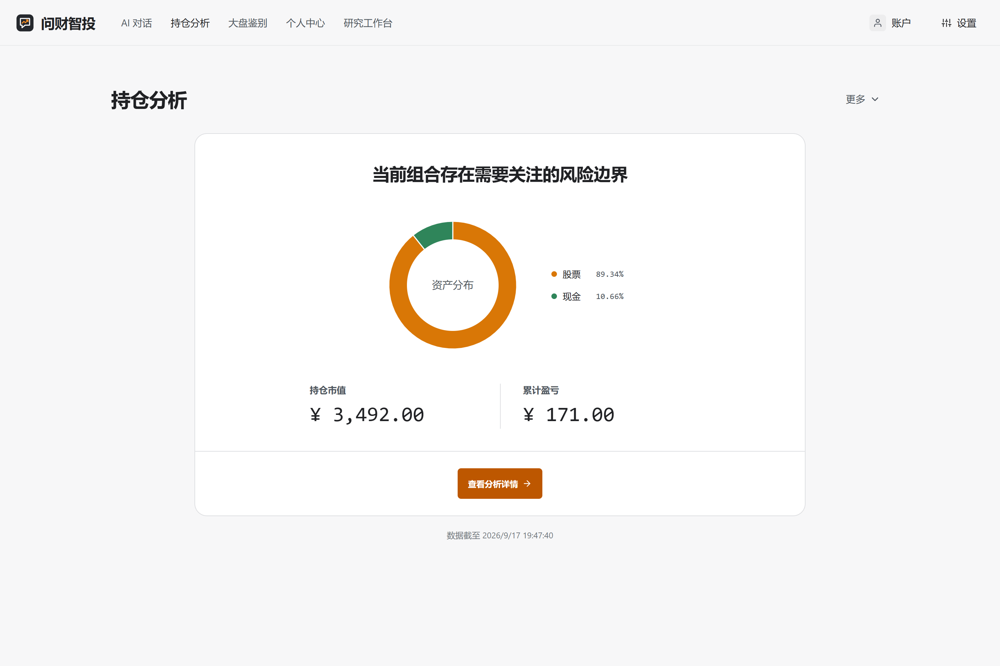 问财智投 AI 对话 持仓分析 大盘鉴别 个人中心 研究工作台 账户 设置
持仓分析 更多
当前组合存在需要关注的风险边界
资产分布
股票 89.34%
现金 10.66%
持仓市值 累计盈亏
¥ 3,492.00 ¥ 171.00
查看分析详情
数据截至 2026/9/17 19:47:40